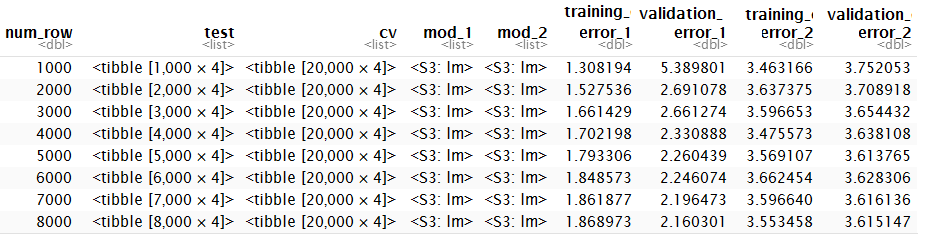 num_row test cv mod_1 mod_2 training_ error_1 validation_ error_1 training_ error_2 validation_ error_2
<dbl> <list> <list> <list> <list> <dbl> <dbl> <dbl> <dbl>
1000 <tibble [1,000 × 4]> <tibble [20,000 × 4]> <S3: lm> <S3: lm> 1.308194 5.389801 3.463166 3.752053
2000 <tibble [2,000 × 4]> <tibble [20,000 × 4]> <S3: lm> <S3: lm> 1.527536 2.691078 3.637375 3.708918
3000 <tibble [3,000 × 4]> <tibble [20,000 × 4]> <S3: lm> <S3: lm> 1.661429 2.661274 3.596653 3.654432
4000 <tibble [4,000 × 4]> <tibble [20,000 × 4]> <S3: lm> <S3: lm> 1.702198 2.330888 3.475573 3.638108
5000 <tibble [5,000 × 4]> <tibble [20,000 × 4]> <S3: lm> <S3: lm> 1.793306 2.260439 3.569107 3.613765
6000 <tibble [6,000 × 4]> <tibble [20,000 × 4]> <S3: lm> <S3: lm> 1.848573 2.246074 3.662454 3.628306
7000 <tibble [7,000 × 4]> <tibble [20,000 × 4]> <S3: lm> <S3: lm> 1.861877 2.196473 3.596640 3.616136
8000 <tibble [8,000 × 4]> <tibble [20,000 × 4]> <S3: lm> <S3: lm> 1.868973 2.160301 3.553458 3.615147